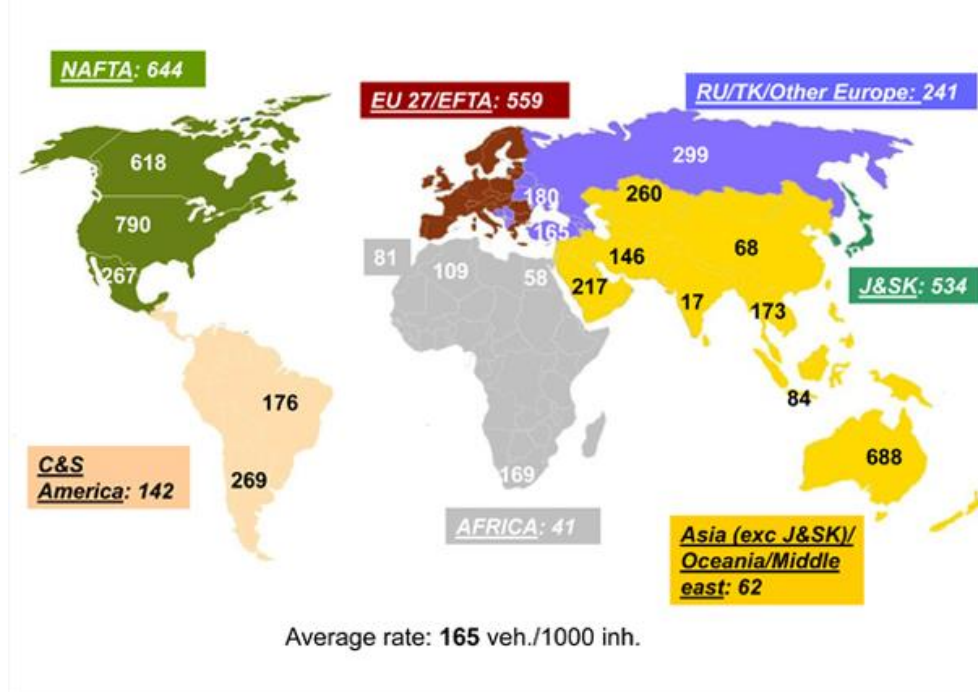 NAFTA: 644
EU 27/EFTA: 559
RU/TK/Other Europe: 241
618
299
790
180
260
267
165
81
109
58
146
68
217
17
173
J&SK: 534
84
176
169
688
C&S
America: 142
269
AFRICA: 41
Asia (exc J&SK)/
Oceania/Middle
east: 62
Average rate: 165 veh./1000 inh.